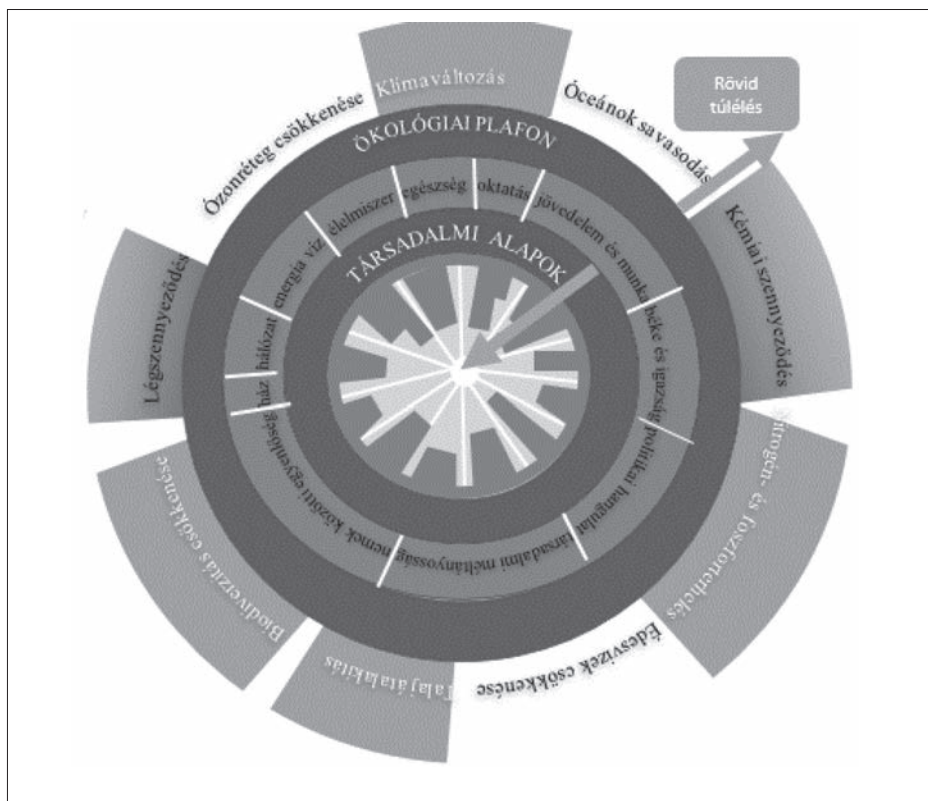 Klímaváltozás
Óceánok savasodás
Rövid
túlélés
Kémiai szennyeződés
Nitrogén- és foszforterhelés
Édesvizek csökkenése
Talajátalakítás
Biodiverzitás csökkenése
Légszennyeződés
Ózonréteg csökkenése
ÖKOLÓGIAI PLAFON
élelmiszer
egészség
oktatás
jövedelem és munka
béke és igazság
politikai hangulat
társadalmi méltányosság
nemek közötti egyenlőség
ház
hálózat
energia
víz
TÁRSADALMI ALAPOK